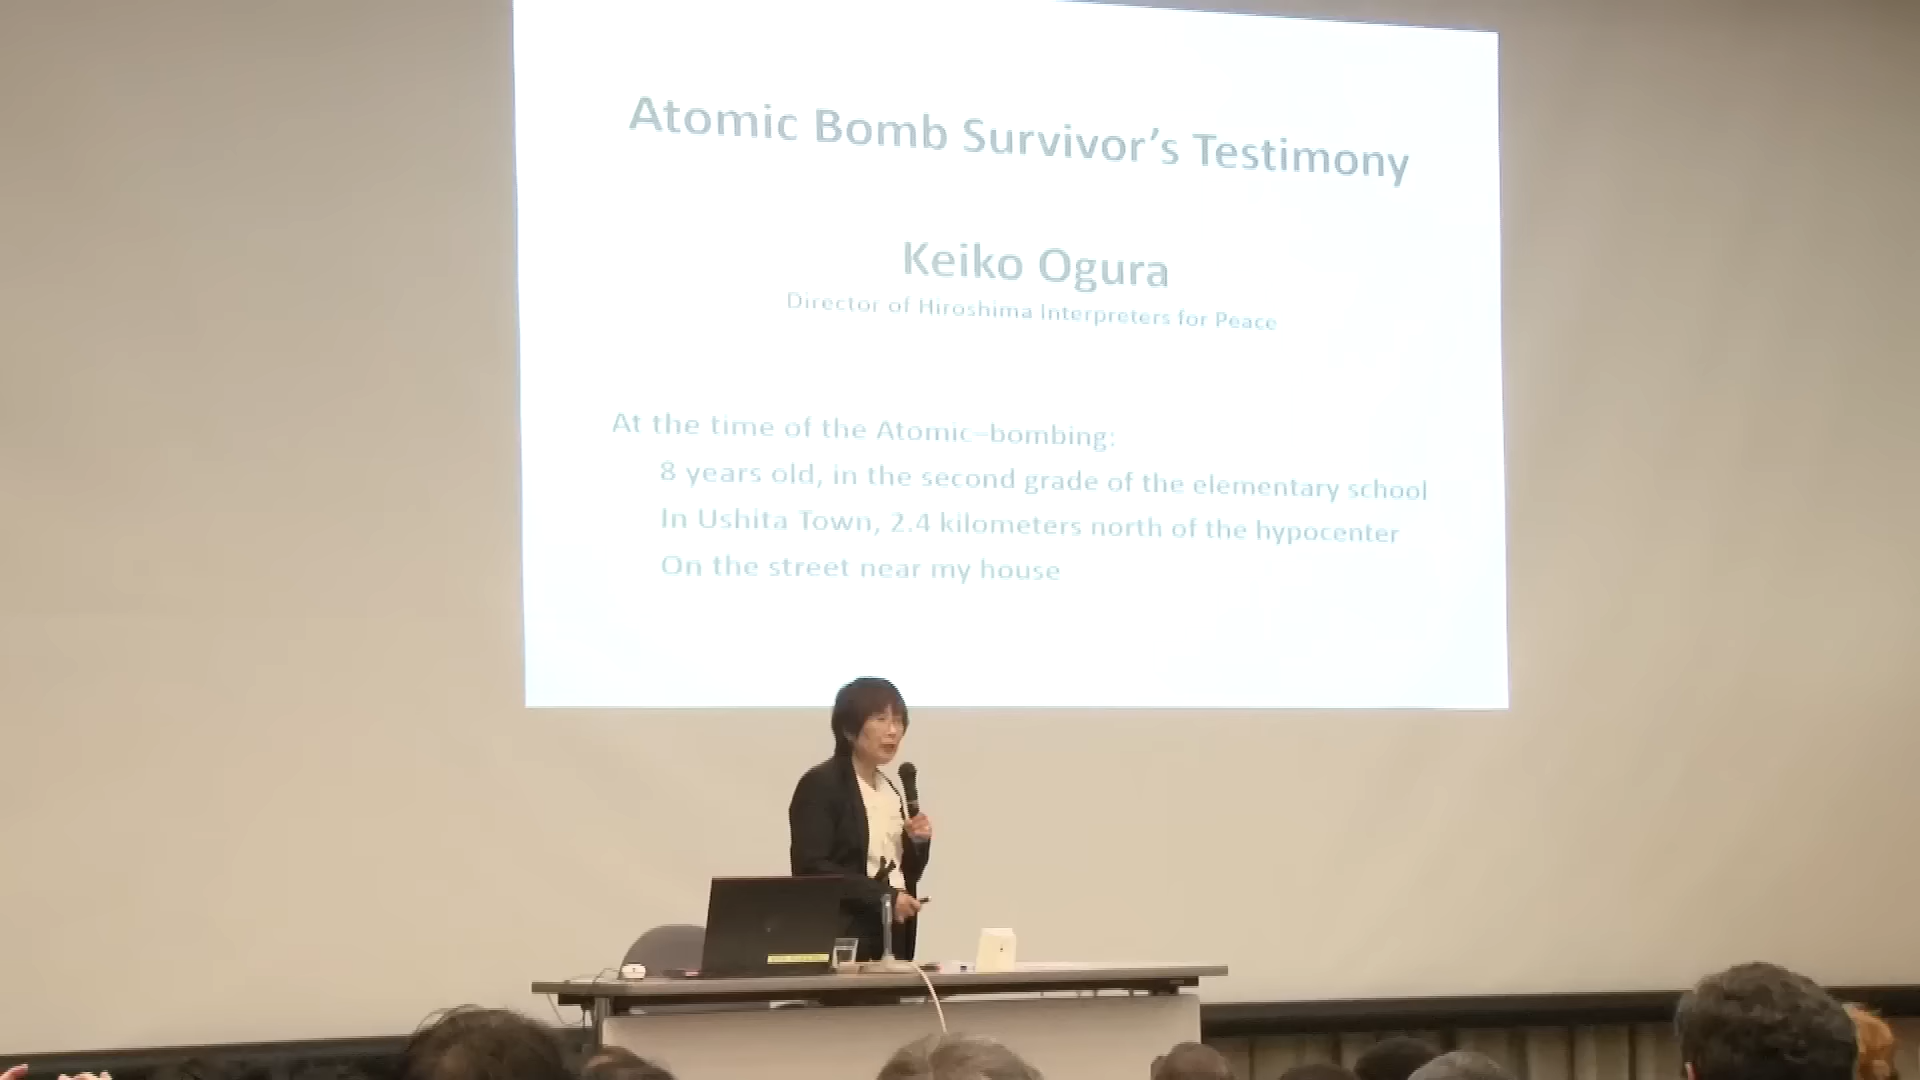 Atomic Bomb Survivor’s Testimony
Keiko Ogura
Director of Hiroshima Interpreters for Peace
At the time of the Atomic–bombing:
8 years old, in the second grade of the elementary school
In Ushita Town, 2.4 kilometers north of the hypocenter
On the street near my house